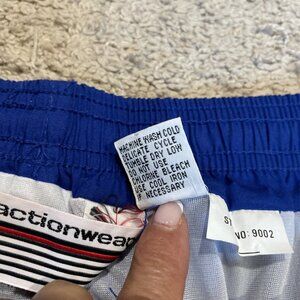 MACHINE WASH COLD
DELICATE CYCLE
TUMBLE DRY LOW
DO NOT USE
CHLORINE BLEACH
USE COOL IRON
IF NECESSARY
actionwear
NO: 9002